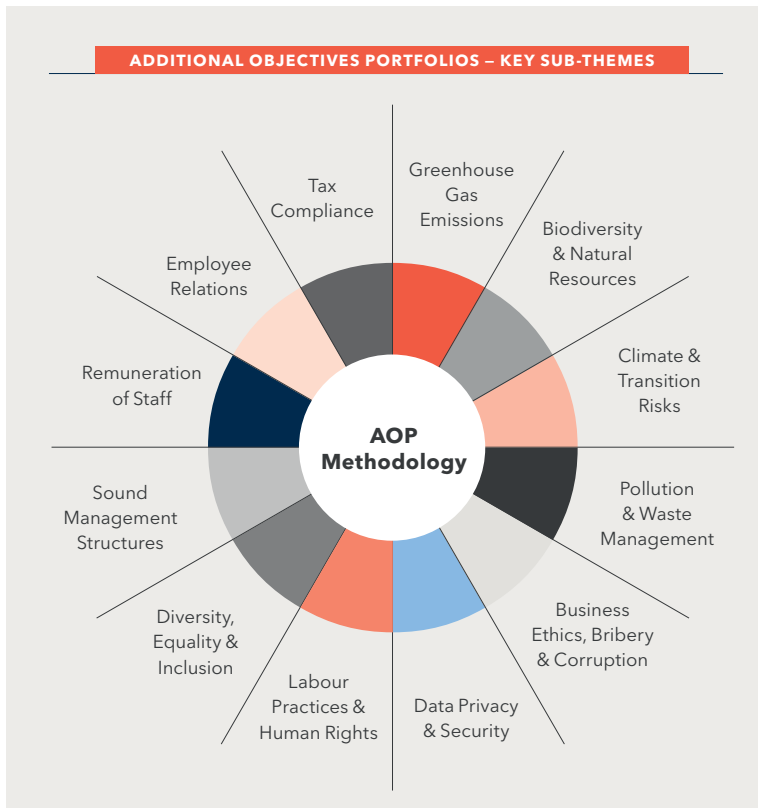 ADDITIONAL OBJECTIVES PORTFOLIOS – KEY SUB-THEMES
Greenhouse
Gas
Emissions
Biodiversity
& Natural
Resources
Climate &
Transition
Risks
Pollution
& Waste
Management
Business
Ethics, Bribery
& Corruption
Data Privacy
& Security
Labour
Practices &
Human Rights
Diversity,
Equality &
Inclusion
Sound
Management
Structures
Remuneration
of Staff
Employee
Relations
Tax
Compliance
AOP
Methodology